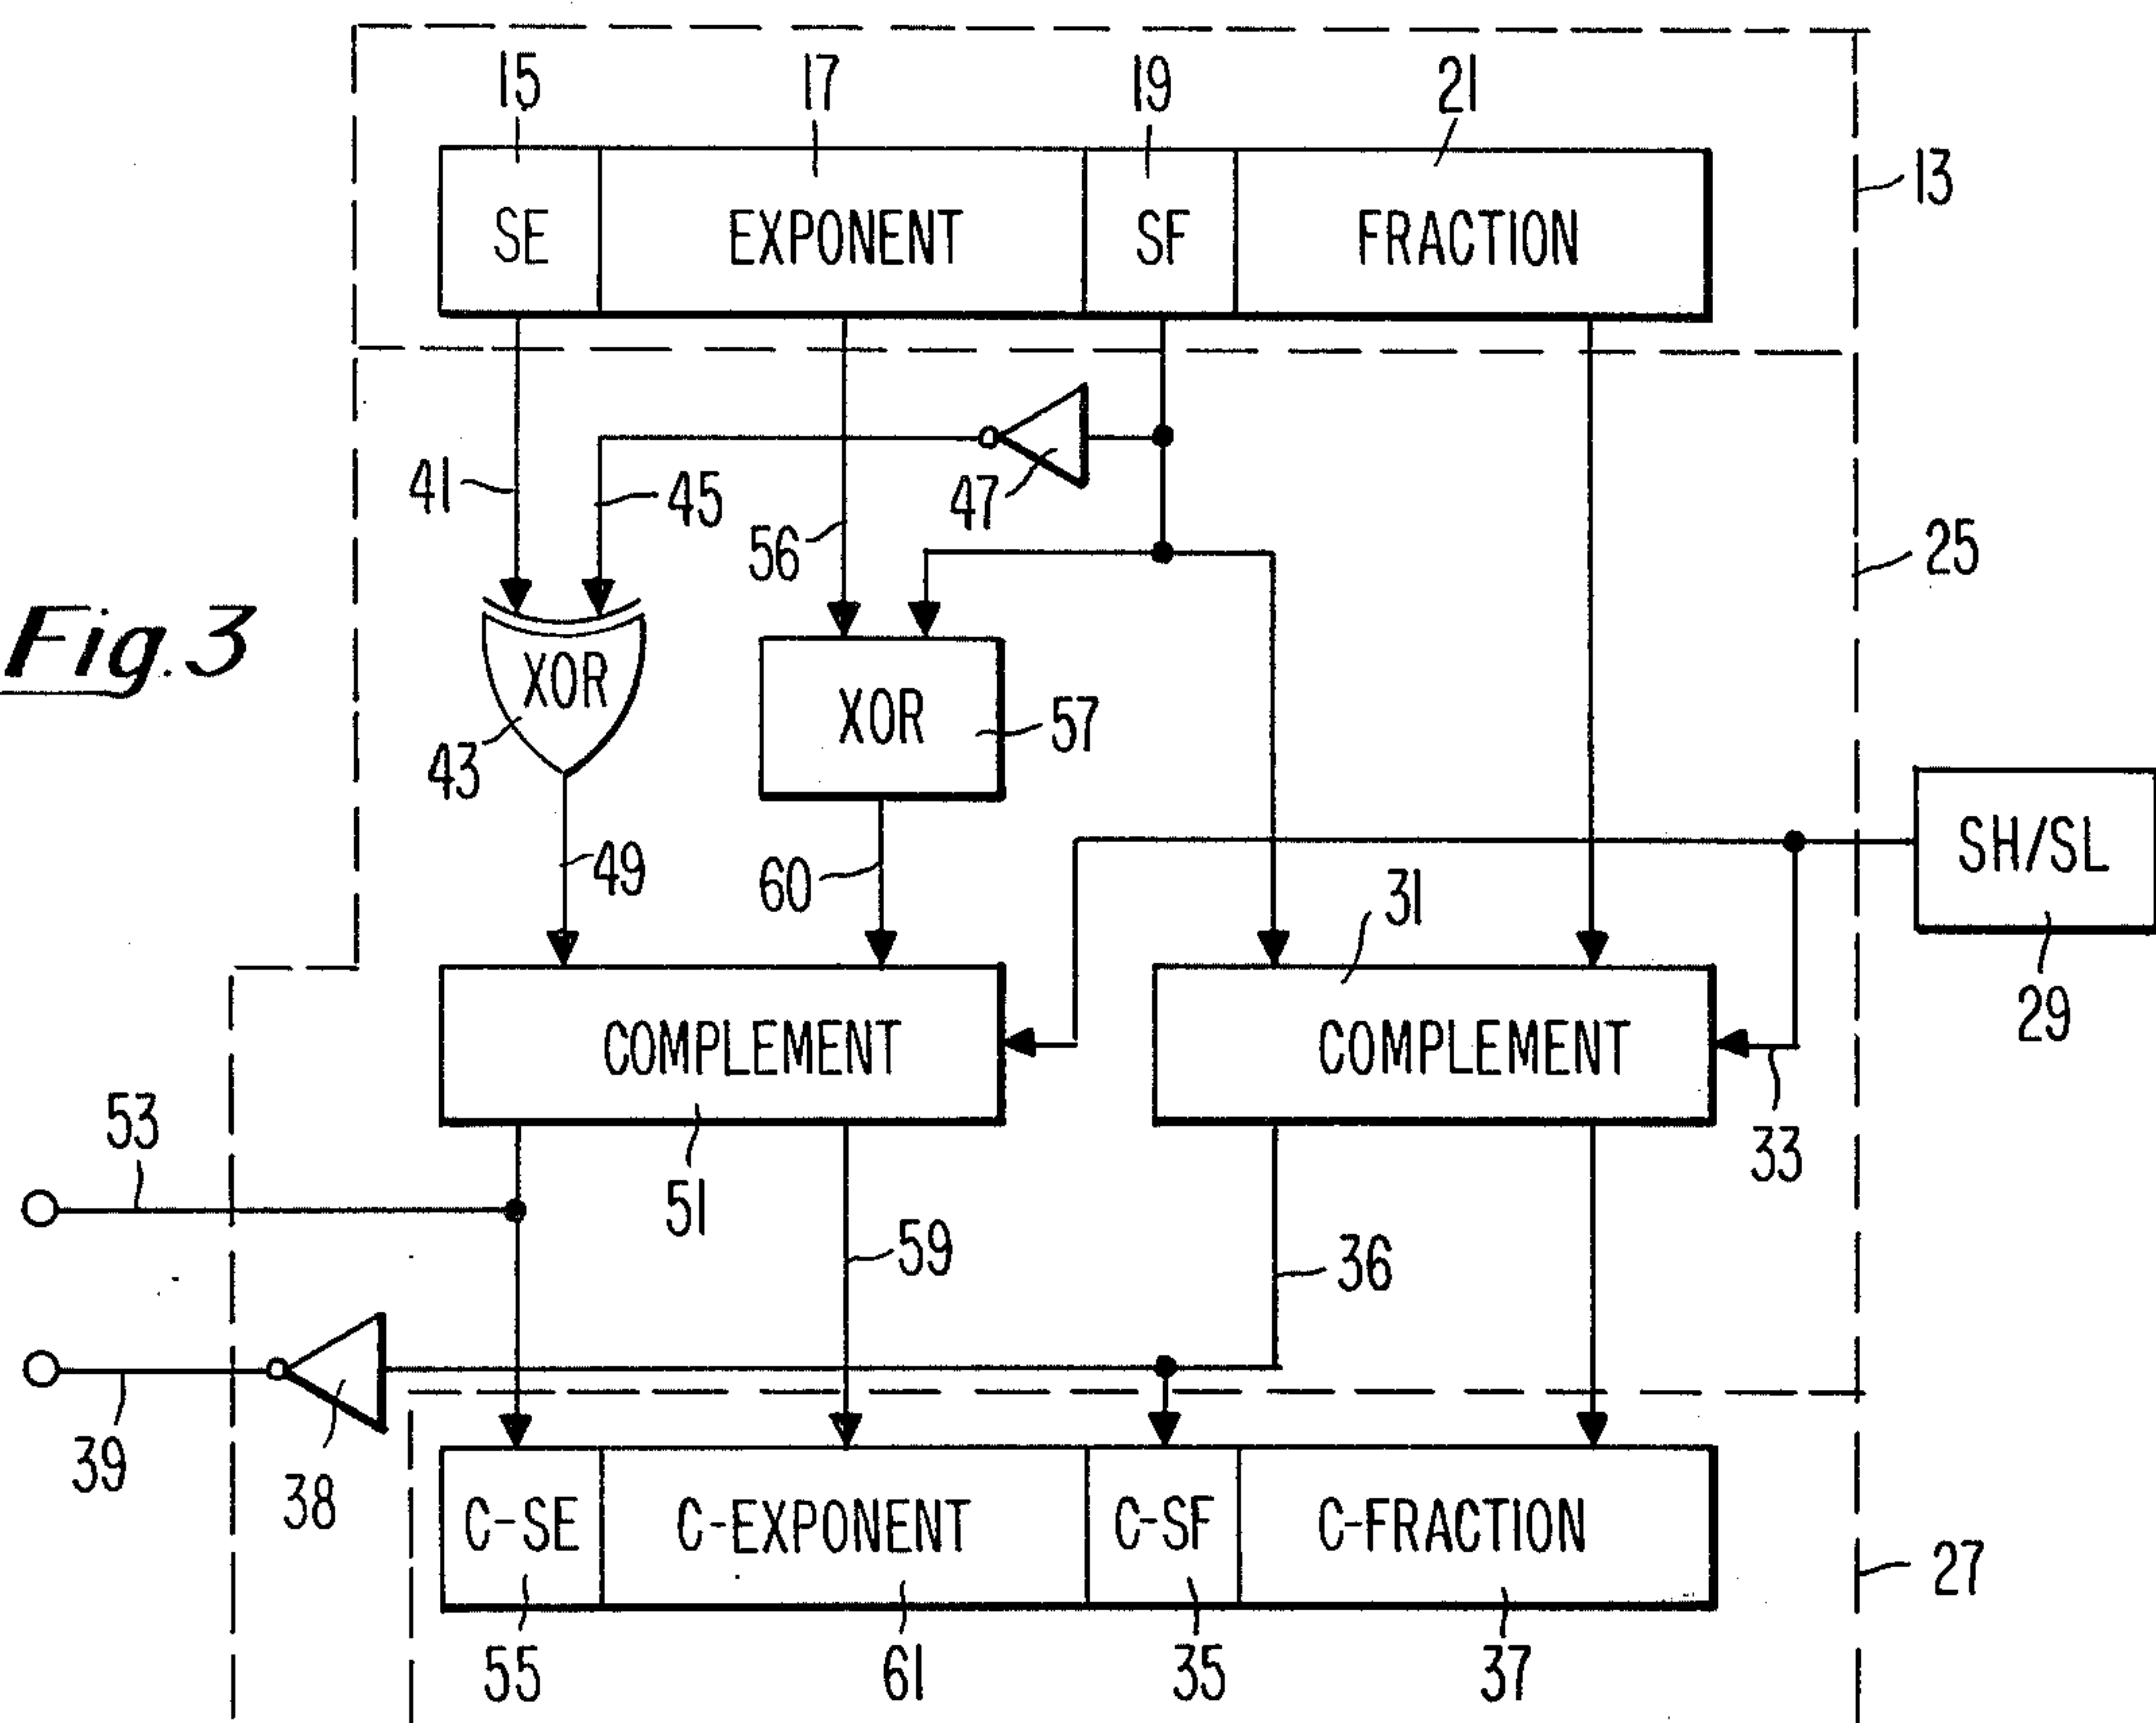 15 17 19 21
13
SE EXPONENT SF FRACTION
41 45 47
56 25
Fig. 3
XOR XOR 57
43
SH/SL
49 60 31
29
COMPLEMENT COMPLEMENT
53 33
51 59 36
39 38
C-SE C-EXPONENT C-SF C-FRACTION
27
55 61 35 37